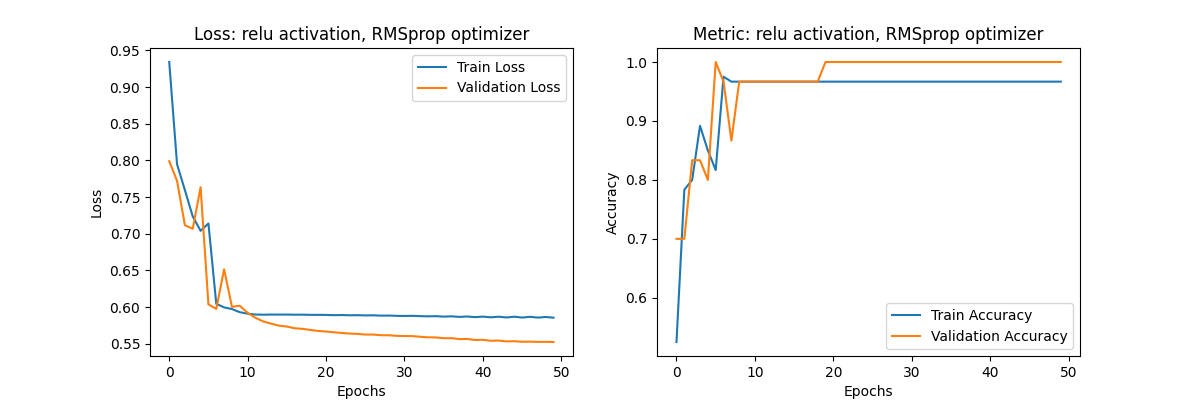 Loss: relu activation, RMSprop optimizer
0.95
0.90
0.85
0.80
0.75
0.70
0.65
0.60
0.55
Loss
Train Loss
Validation Loss
0 10 20 30 40 50
Epochs
Metric: relu activation, RMSprop optimizer
1.0
0.9
0.8
0.7
0.6
Accuracy
Train Accuracy
Validation Accuracy
0 10 20 30 40 50
Epochs